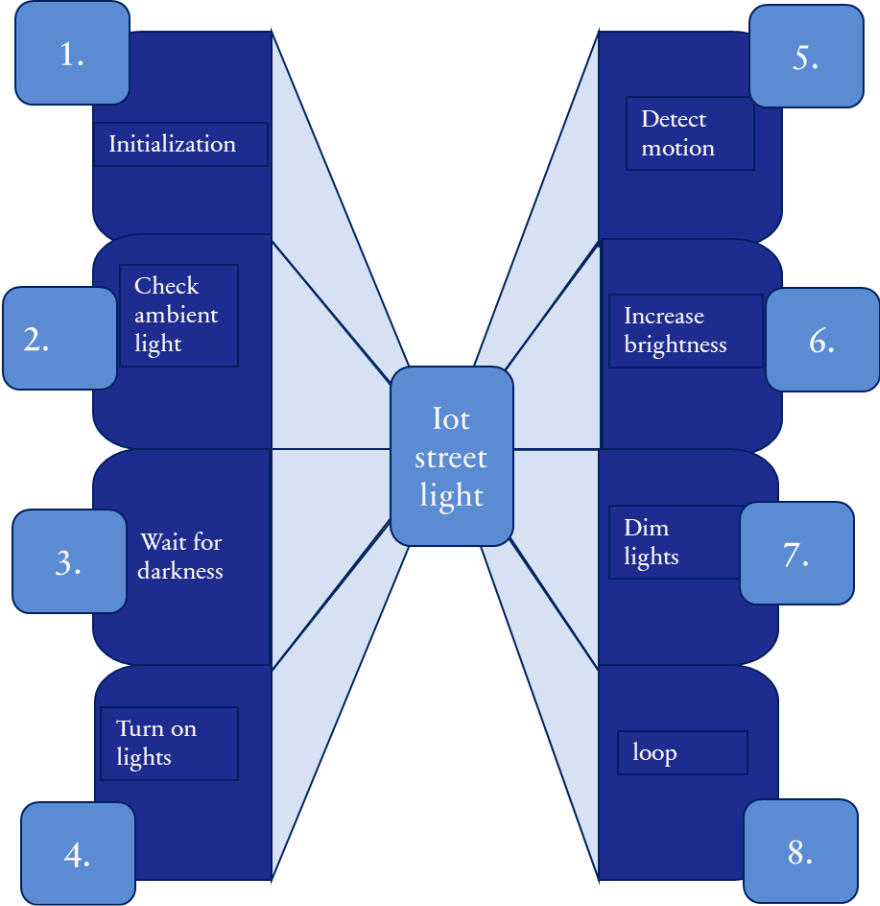 1.
Initialization
2.
Check
ambient
light
3.
Wait for
darkness
4.
Turn on
lights
Iot
street
light
5.
Detect
motion
6.
Increase
brightness
7.
Dim
lights
8.
loop